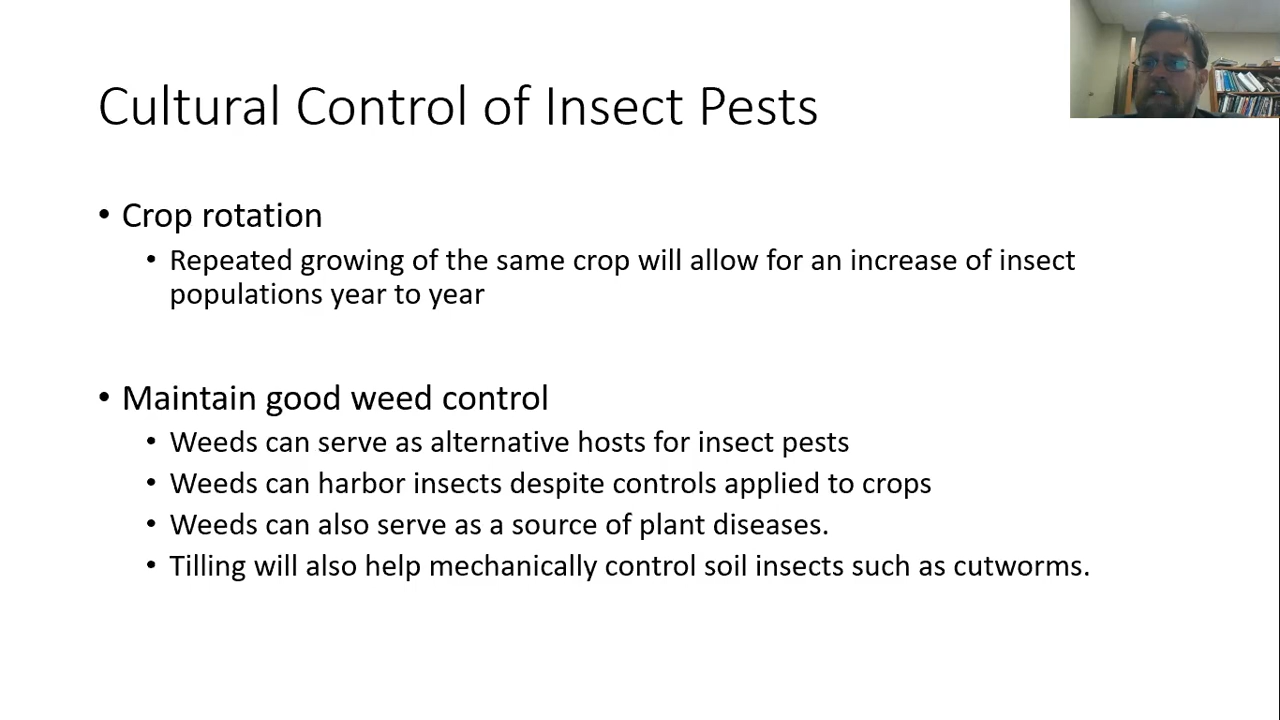 Cultural Control of Insect Pests
• Crop rotation
• Repeated growing of the same crop will allow for an increase of insect
populations year to year
• Maintain good weed control
• Weeds can serve as alternative hosts for insect pests
• Weeds can harbor insects despite controls applied to crops
• Weeds can also serve as a source of plant diseases.
• Tilling will also help mechanically control soil insects such as cutworms.